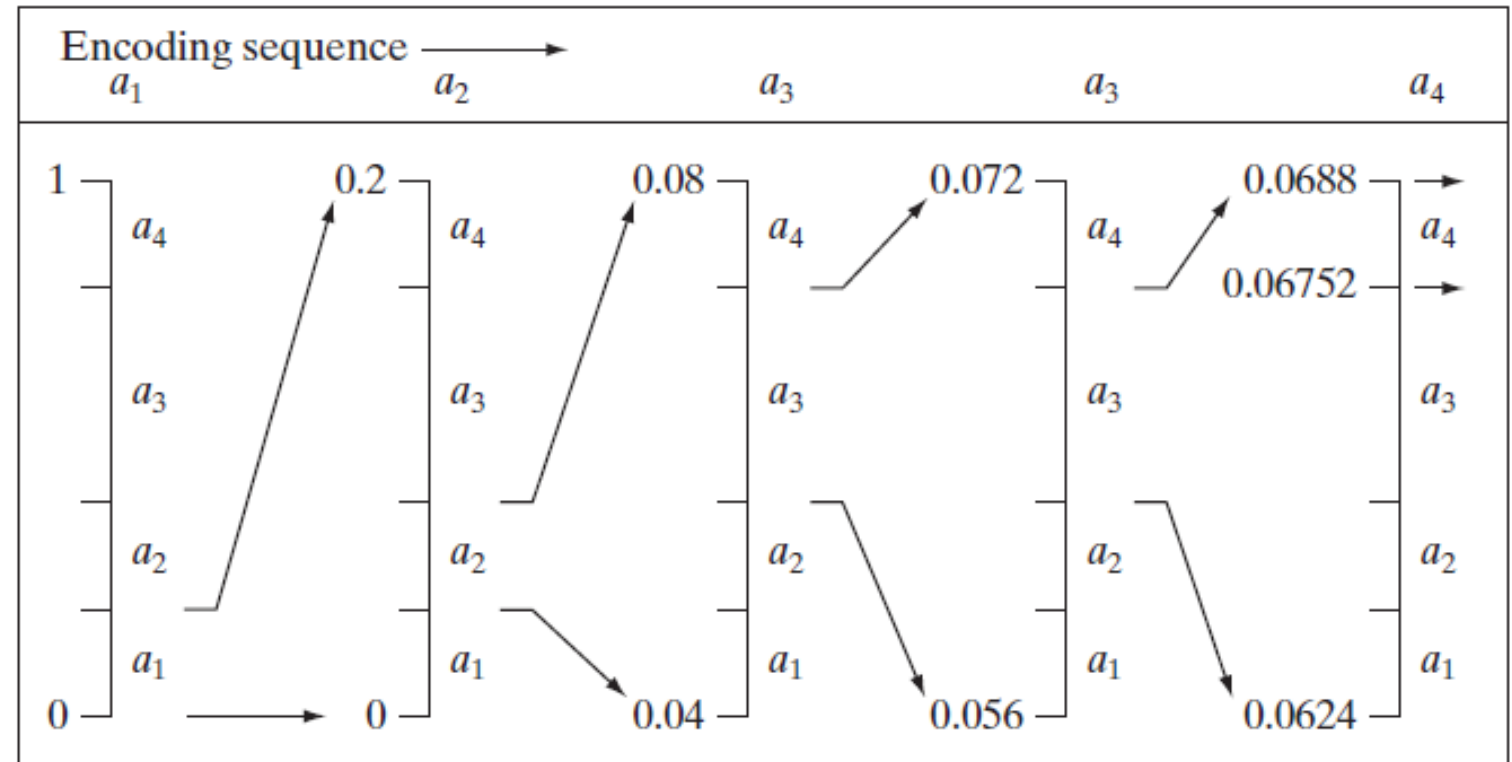 Encoding sequence
a₁ a₂ a₃ a₃ a₄
1 0.2 0.08 0.072 0.0688
a₄ a₄ a₄ a₄ a₄
0.06752
a₃ a₃ a₃ a₃ a₃
a₂ a₂ a₂ a₂ a₂
a₁ a₁ a₁ a₁ a₁
0 0 0.04 0.056 0.0624